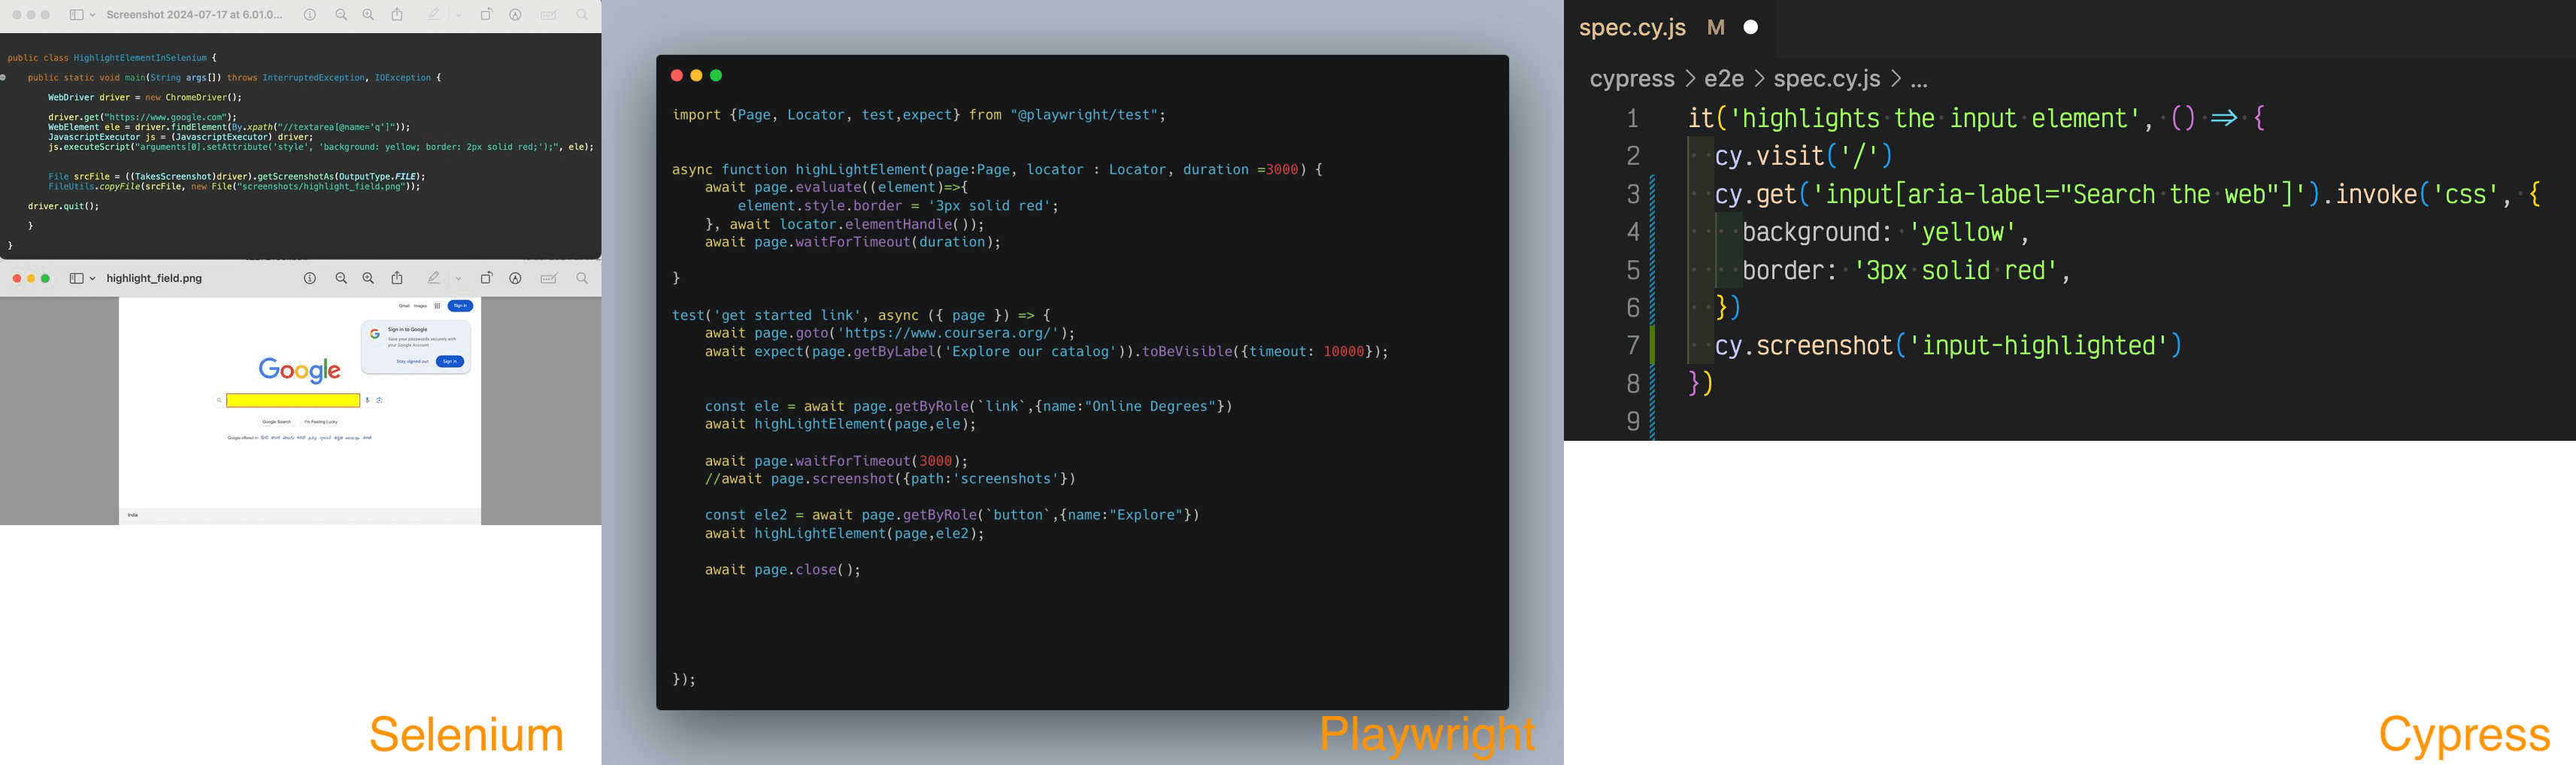 Screenshot 2024-07-17 at 6.01.0...
public class HighlightElementInSelenium {
public static void main(String args[]) throws InterruptedException, IOException {
WebDriver driver = new ChromeDriver();
driver.get("https://www.google.com");
WebElement ele = driver.findElement(By.xpath("//textarea[@name='q']"));
JavascriptExecutor js = (JavascriptExecutor) driver;
js.executeScript("arguments[0].setAttribute('style', 'background: yellow; border: 2px solid red;');", ele);
File srcFile = ((TakesScreenshot)driver).getScreenshotAs(OutputType.FILE);
FileUtils.copyFile(srcFile, new File("screenshots/highlight_field.png"));
driver.quit();
}
}
highlight_field.png
Gmail Images Sign in
Sign in to Google
Save your passwords securely with
your Google Account
Stay signed out Sign in
Google
Google Search I'm Feeling Lucky
Google offered in:
India
Selenium
import {Page, Locator, test,expect} from "@playwright/test";
async function highLightElement(page:Page, locator : Locator, duration =3000) {
await page.evaluate((element)=>{
element.style.border = '3px solid red';
}, await locator.elementHandle());
await page.waitForTimeout(duration);
}
test('get started link', async ({ page }) => {
await page.goto('https://www.coursera.org/');
await expect(page.getByLabel('Explore our catalog')).toBeVisible({timeout: 10000});
const ele = await page.getByRole(`link`,{name:"Online Degrees"})
await highLightElement(page,ele);
await page.waitForTimeout(3000);
//await page.screenshot({path:'screenshots'})
const ele2 = await page.getByRole(`button`,{name:"Explore"})
await highLightElement(page,ele2);
await page.close();
});
Playwright
spec.cy.js M
cypress > e2e > spec.cy.js > ...
1 it('highlights the input element', () => {
2 cy.visit('/')
3 cy.get('input[aria-label="Search the web"]').invoke('css', {
4 background: 'yellow',
5 border: '3px solid red',
6 })
7 cy.screenshot('input-highlighted')
8 })
9
Cypress